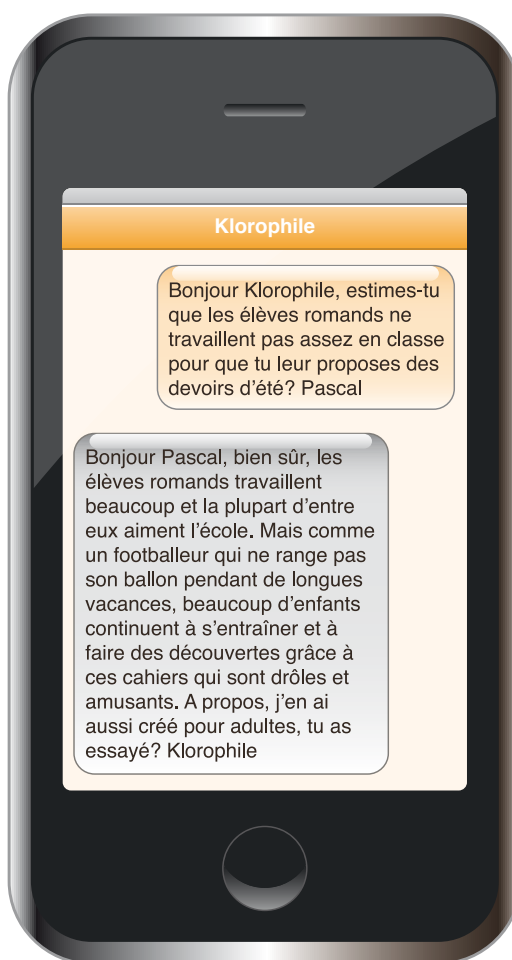 Klorophile
Bonjour Klorophile, estimes-tu
que les élèves romands ne
travaillent pas assez en classe
pour que tu leur proposes des
devoirs d'été? Pascal
Bonjour Pascal, bien sûr, les
élèves romands travaillent
beaucoup et la plupart d'entre
eux aiment l'école. Mais comme
un footballeur qui ne range pas
son ballon pendant de longues
vacances, beaucoup d'enfants
continuent à s'entraîner et à
faire des découvertes grâce à
ces cahiers qui sont drôles et
amusants. A propos, j'en ai
aussi créé pour adultes, tu as
essayé? Klorophile